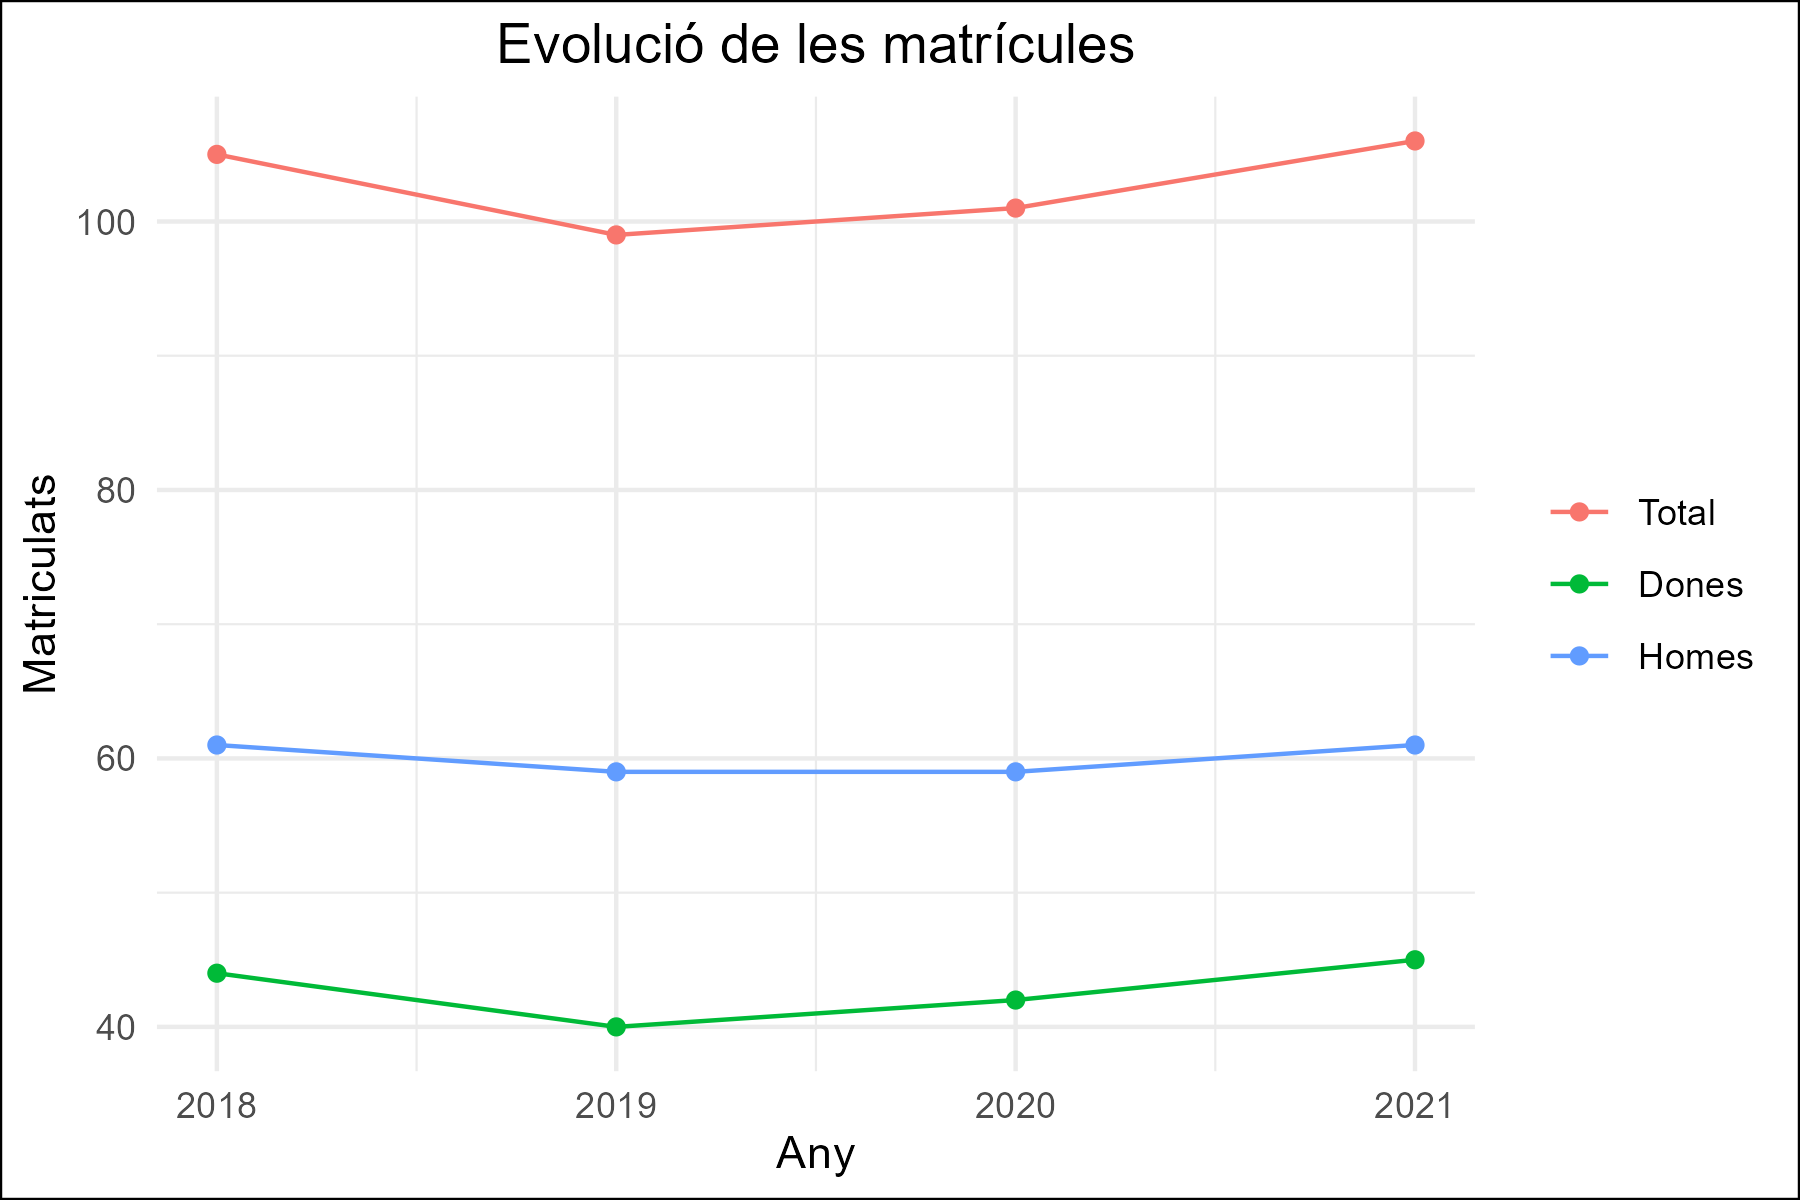 Evolució de les matrícules
Matriculats
100
80
60
40
2018
2019
2020
2021
Any
Total
Dones
Homes